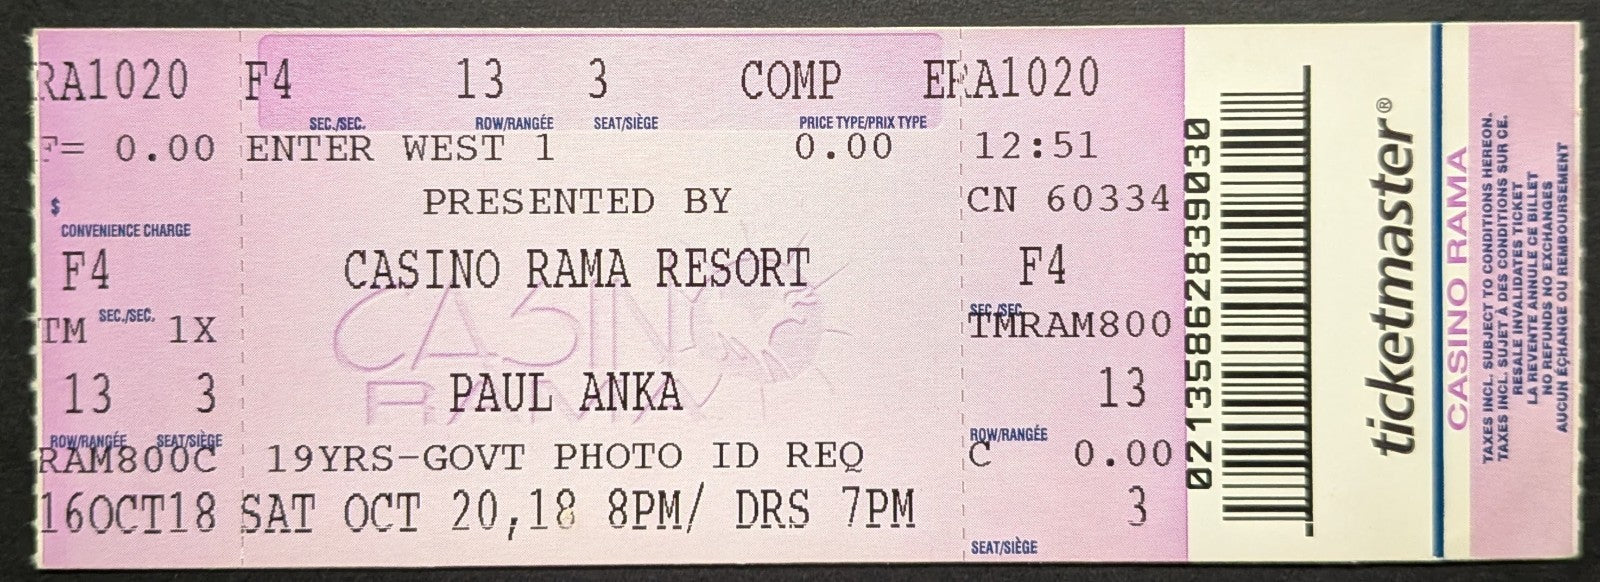 RA1020
F= 0.00
$
CONVENIENCE CHARGE
F4
SEC./SEC.
TM 1X
13 3
ROW/RANGÉE SEAT/SIÈGE
RAM800C
16OCT18
F4 13 3 COMP ERA1020
SEC./SEC. ROW/RANGÉE SEAT/SIÈGE PRICE TYPE/PRIX TYPE
ENTER WEST 1 0.00
PRESENTED BY
CASINO RAMA RESORT
CASINO
RAMA
PAUL ANKA
19YRS-GOVT PHOTO ID REQ
SAT OCT 20,18 8PM/ DRS 7PM
12:51
CN 60334
F4
SEC./SEC.
TMRAM800
13
ROW/RANGÉE
C 0.00
3
SEAT/SIÈGE
02135862839030
ticketmaster®
CASINO RAMA
TAXES INCL. SUBJECT TO CONDITIONS HEREON.
TAXES INCL. SUJET À DES CONDITIONS SUR CE.
RESALE INVALIDATES TICKET
LA REVENTE ANNULE CE BILLET
NO REFUNDS NO EXCHANGES
AUCUN ÉCHANGE OU REMBOURSEMENT